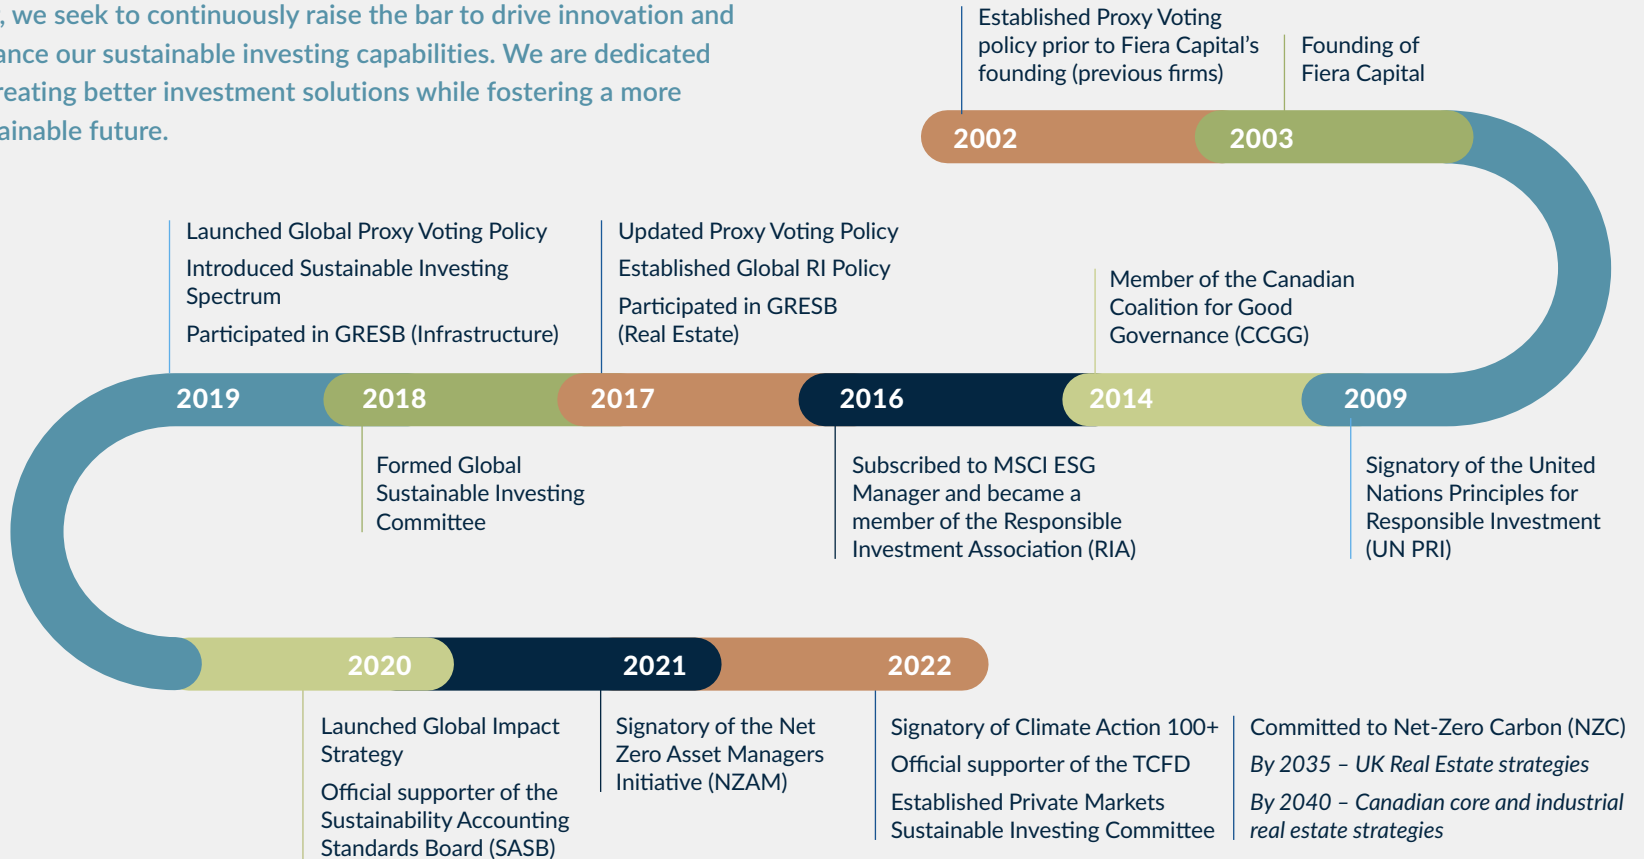 , we seek to continuously raise the bar to drive innovation and
ance our sustainable investing capabilities. We are dedicated
reating better investment solutions while fostering a more
ainable future.
Established Proxy Voting
policy prior to Fiera Capital's
founding (previous firms)
Founding of
Fiera Capital
2002
2003
Launched Global Proxy Voting Policy
Introduced Sustainable Investing
Spectrum
Participated in GRESB (Infrastructure)
Updated Proxy Voting Policy
Established Global RI Policy
Participated in GRESB
(Real Estate)
Member of the Canadian
Coalition for Good
Governance (CCGG)
2019
2018
2017
2016
2014
2009
Formed Global
Sustainable Investing
Committee
Subscribed to MSCI ESG
Manager and became a
member of the Responsible
Investment Association (RIA)
Signatory of the United
Nations Principles for
Responsible Investment
(UN PRI)
2020
2021
2022
Launched Global Impact
Strategy
Official supporter of the
Sustainability Accounting
Standards Board (SASB)
Signatory of the Net
Zero Asset Managers
Initiative (NZAM)
Signatory of Climate Action 100+
Official supporter of the TCFD
Established Private Markets
Sustainable Investing Committee
Committed to Net-Zero Carbon (NZC)
By 2035 – UK Real Estate strategies
By 2040 – Canadian core and industrial
real estate strategies